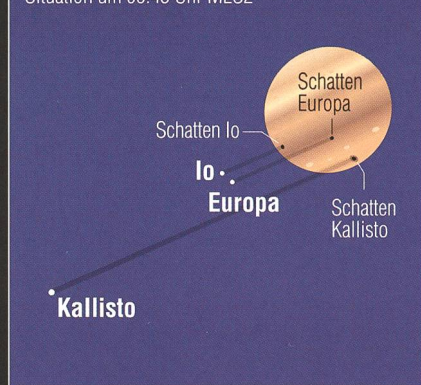 Schatten
Europa
Schatten Io
Io
Europa
Schatten
Kallisto
Kallisto